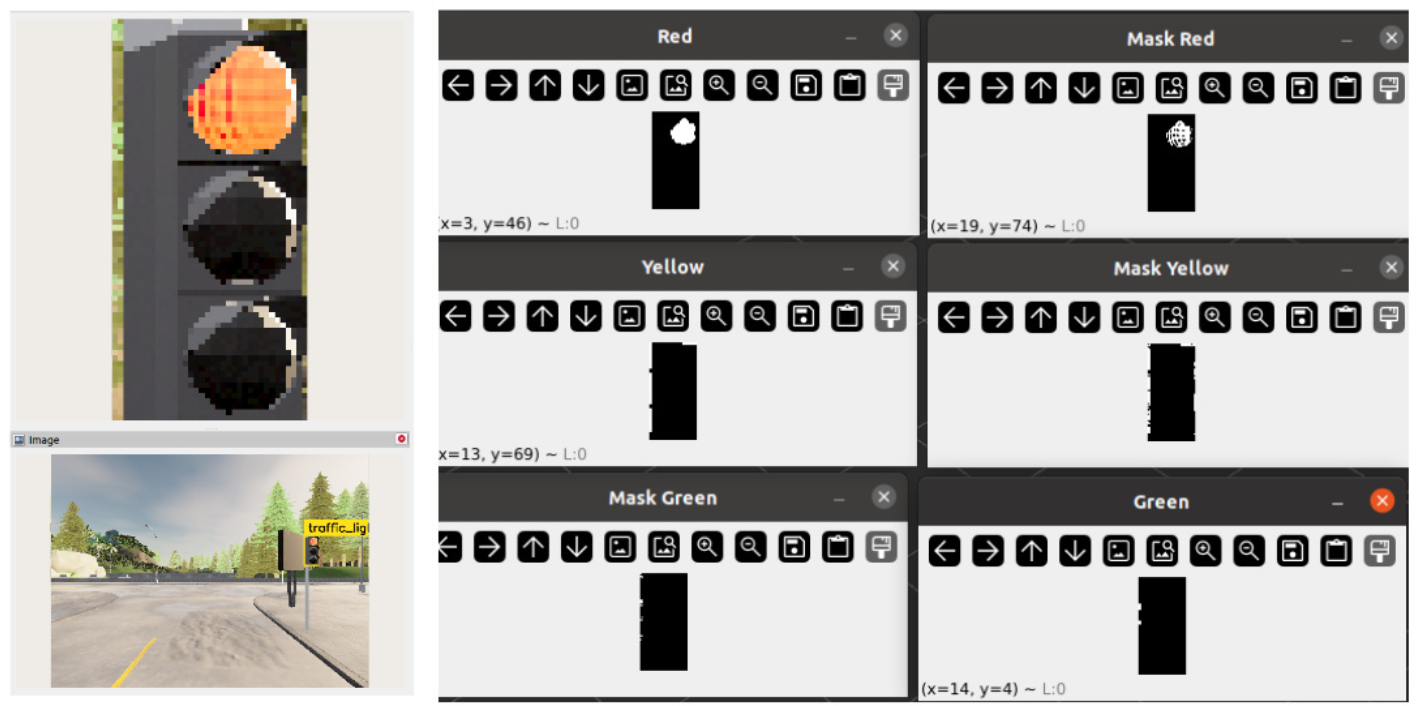 Image
traffic_lig
Red
(x=3, y=46) ~ L:0
Mask Red
(x=19, y=74) ~ L:0
Yellow
x=13, y=69) ~ L:0
Mask Yellow
Mask Green
Green
(x=14, y=4) ~ L:0